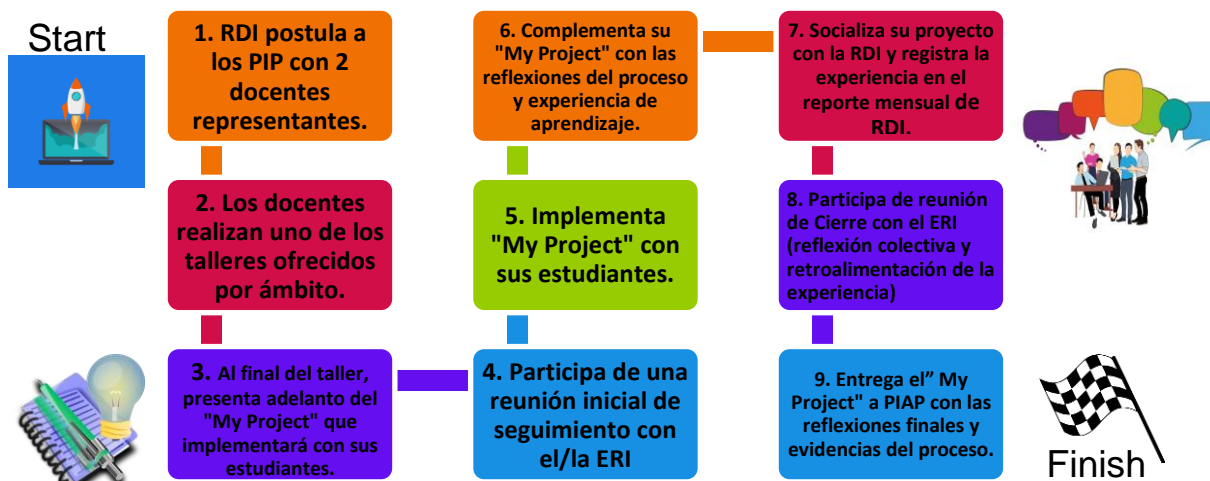 Start
1. RDI postula a
los PIP con 2
docentes
representantes.
2. Los docentes
realizan uno de los
talleres ofrecidos
por ámbito.
3. Al final del taller,
presenta adelanto del
"My Project" que
implementará con sus
estudiantes.
4. Participa de una
reunión inicial de
seguimiento con
el/la ERI
5. Implementa
"My Project" con
sus estudiantes.
6. Complementa su
"My Project" con las
reflexiones del proceso
y experiencia de
aprendizaje.
7. Socializa su proyecto
con la RDI y registra la
experiencia en el
reporte mensual de
RDI.
8. Participa de reunión
de Cierre con el ERI
(reflexión colectiva y
retroalimentación de la
experiencia)
9. Entrega el” My
Project" a PIAP con las
reflexiones finales y
evidencias del proceso.
Finish